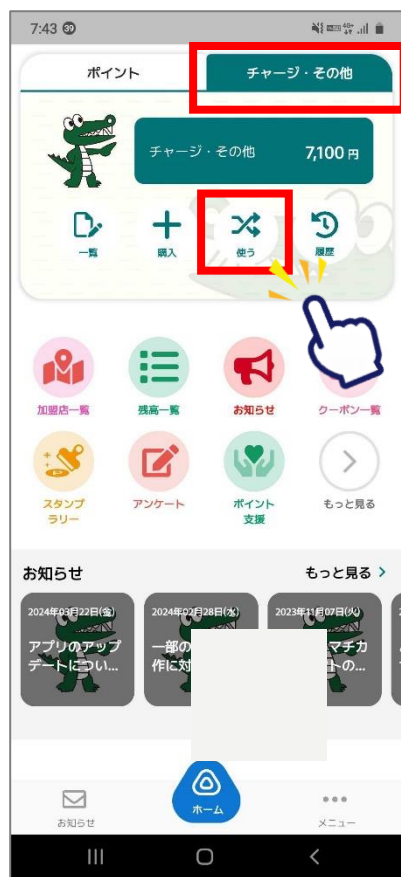 7:43
ポイント
チャージ・その他
チャージ・その他 7,100 円
一覧
購入
使う
履歴
加盟店一覧
残高一覧
お知らせ
クーポン一覧
スタンプ
ラリー
アンケート
ポイント
支援
もっと見る
お知らせ
もっと見る
2024年03月22日(金)
アプリのアップ
デートについ...
2024年02月28日(水)
一部の
作に対
2023年11月07日(火)
マチカ
トの...
お知らせ
ホーム
メニュー